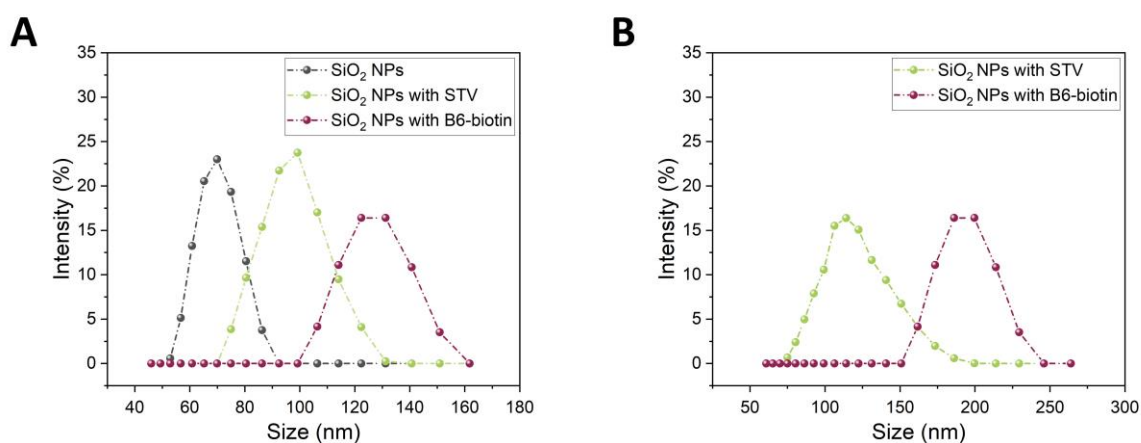 A
35
30
25
20
15
10
5
0
Intensity (%)
SiO₂ NPs
SiO₂ NPs with STV
SiO₂ NPs with B6-biotin
40 60 80 100 120 140 160 180
Size (nm)
B
35
30
25
20
15
10
5
0
Intensity (%)
SiO₂ NPs with STV
SiO₂ NPs with B6-biotin
50 100 150 200 250 300
Size (nm)